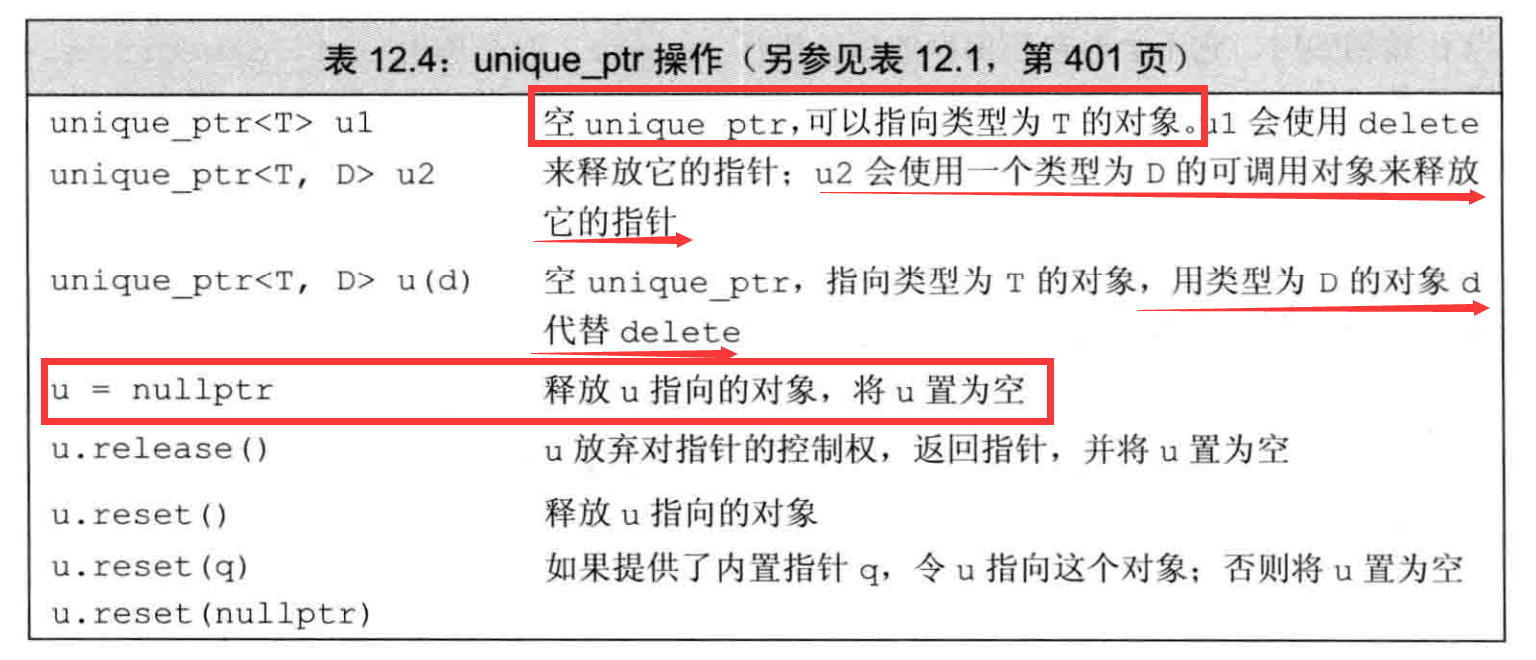 表 12.4：unique_ptr 操作（另参见表 12.1，第 401 页）
unique_ptr<T> u1 空 unique_ptr，可以指向类型为 T 的对象。u1 会使用 delete
unique_ptr<T, D> u2 来释放它的指针；u2 会使用一个类型为 D 的可调用对象来释放
它的指针
unique_ptr<T, D> u(d) 空 unique_ptr，指向类型为 T 的对象，用类型为 D 的对象 d
代替 delete
u = nullptr 释放 u 指向的对象，将 u 置为空
u.release() u 放弃对指针的控制权，返回指针，并将 u 置为空
u.reset() 释放 u 指向的对象
u.reset(q) 如果提供了内置指针 q，令 u 指向这个对象；否则将 u 置为空
u.reset(nullptr)